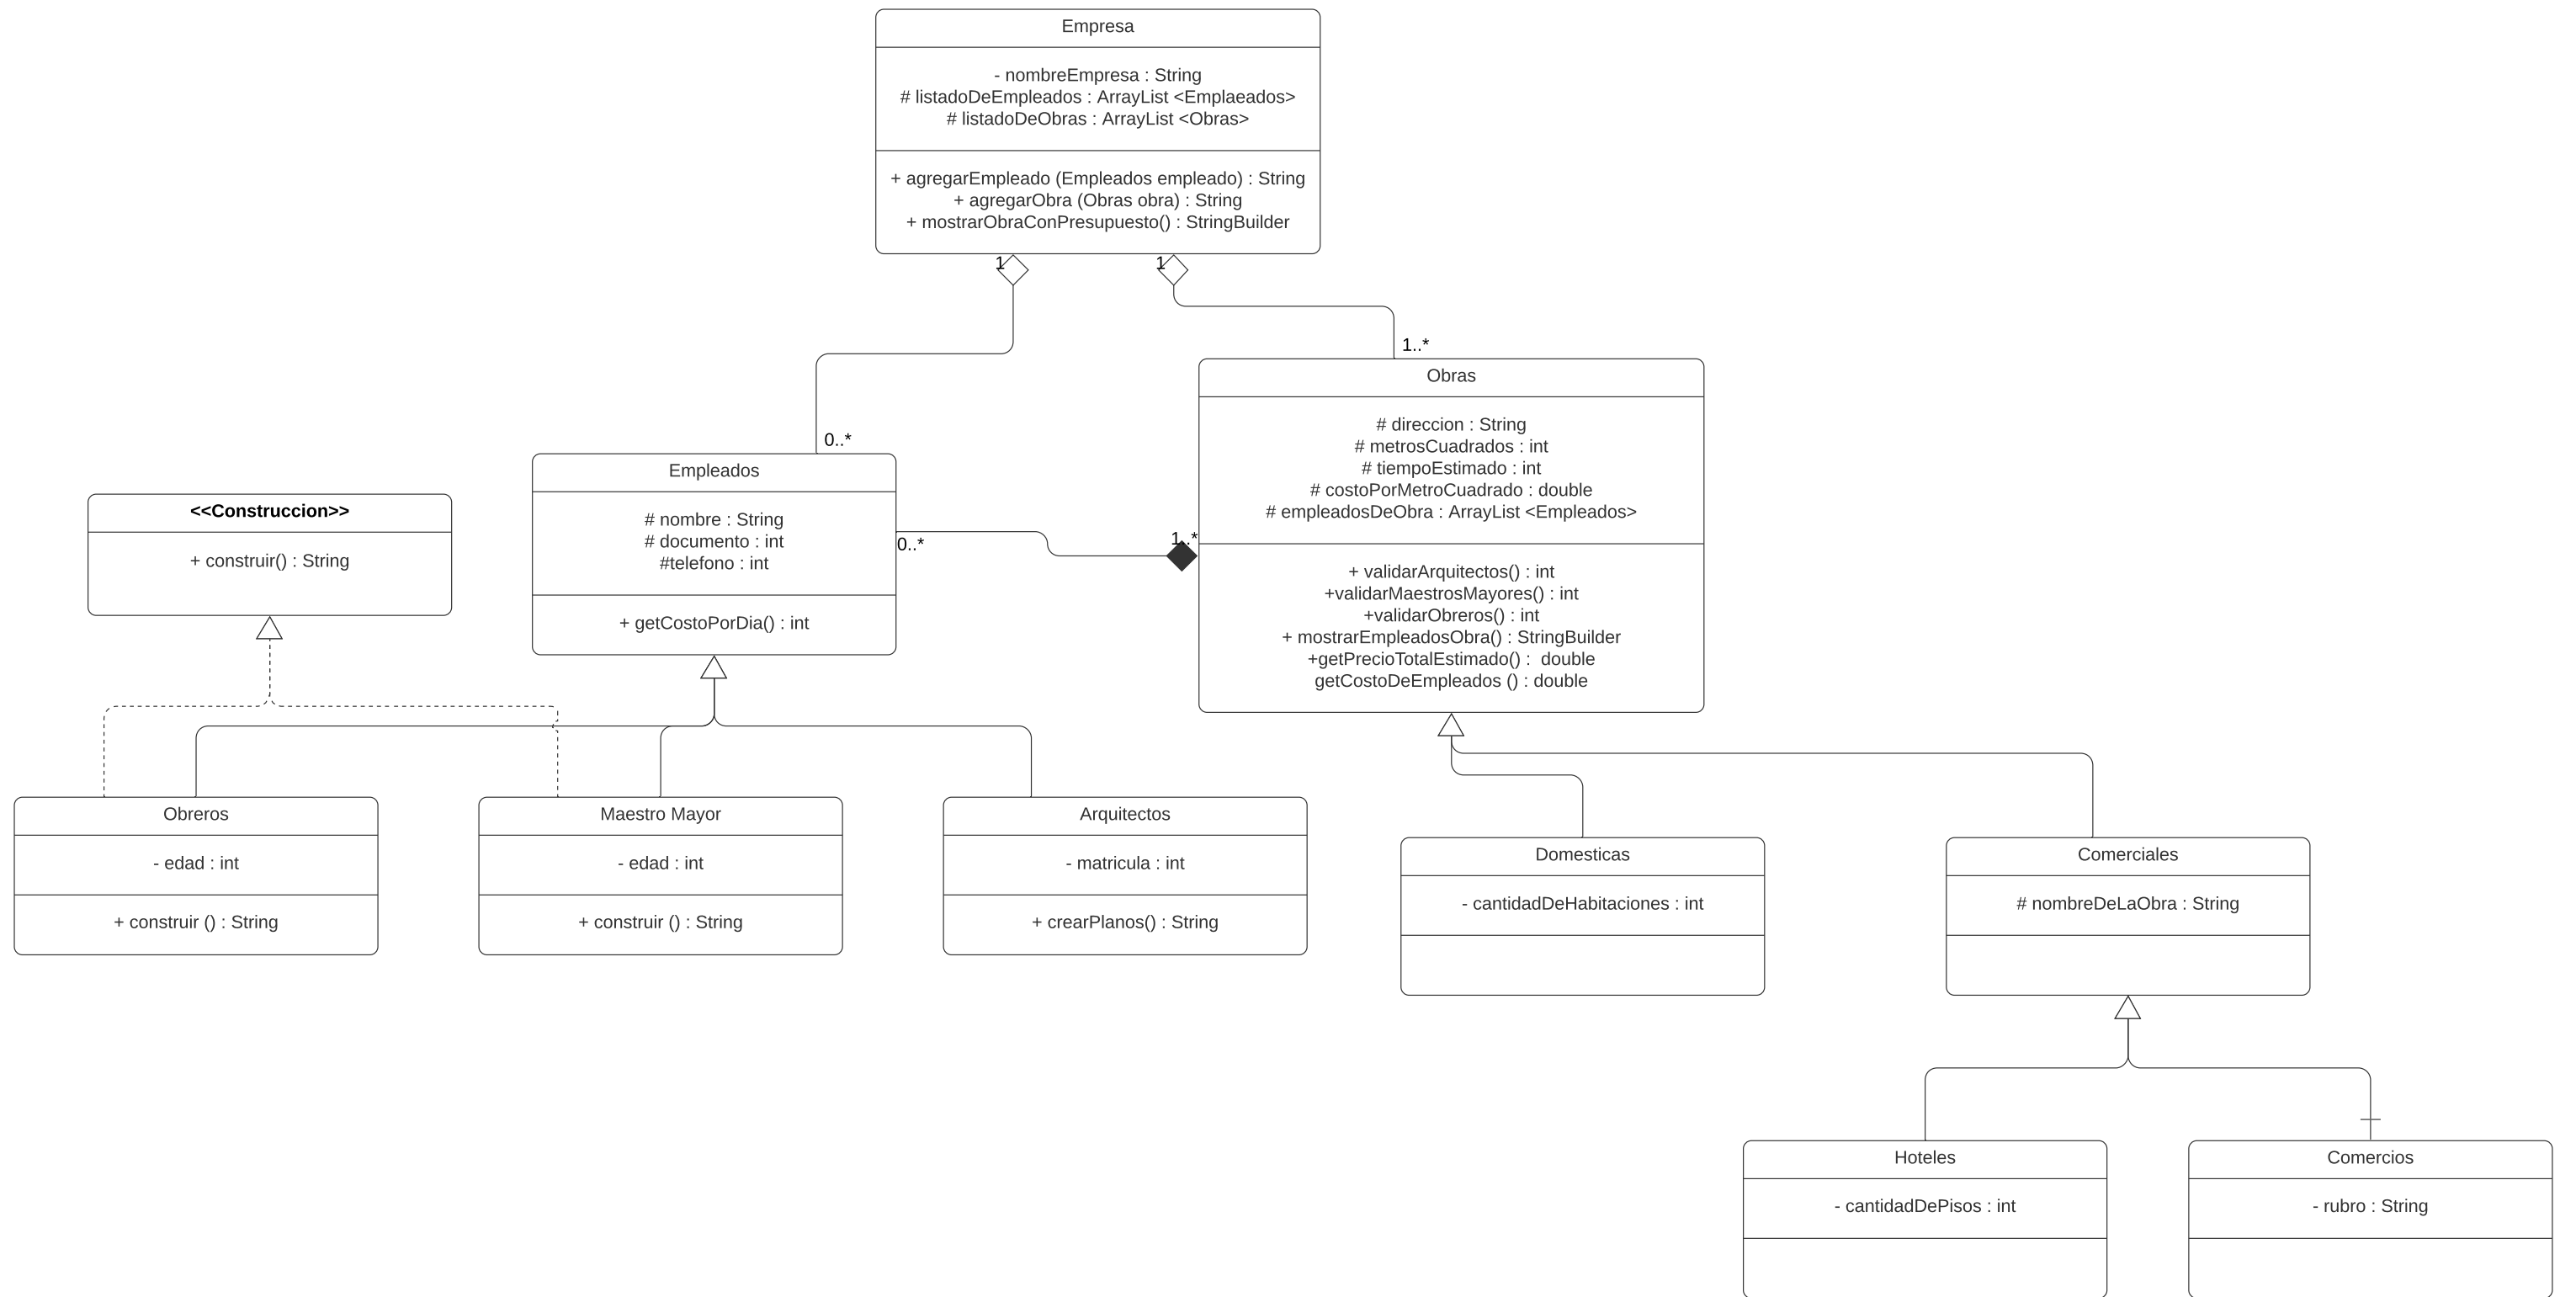 Empresa
- nombreEmpresa : String
# listadoDeEmpleados : ArrayList <Emplaeados>
# listadoDeObras : ArrayList <Obras>
+ agregarEmpleado (Empleados empleado) : String
+ agregarObra (Obras obra) : String
+ mostrarObraConPresupuesto() : StringBuilder
1
1
1..*
0..*
Obras
# direccion : String
# metrosCuadrados : int
# tiempoEstimado : int
# costoPorMetroCuadrado : double
# empleadosDeObra : ArrayList <Empleados>
+ validarArquitectos() : int
+validarMaestrosMayores() : int
+validarObreros() : int
+ mostrarEmpleadosObra() : StringBuilder
+getPrecioTotalEstimado() :  double
getCostoDeEmpleados () : double
Empleados
# nombre : String
# documento : int
#telefono : int
+ getCostoPorDia() : int
0..*
1..*
<<Construccion>>
+ construir() : String
Obreros
- edad : int
+ construir () : String
Maestro Mayor
- edad : int
+ construir () : String
Arquitectos
- matricula : int
+ crearPlanos() : String
Domesticas
- cantidadDeHabitaciones : int
Comerciales
# nombreDeLaObra : String
Hoteles
- cantidadDePisos : int
Comercios
- rubro : String